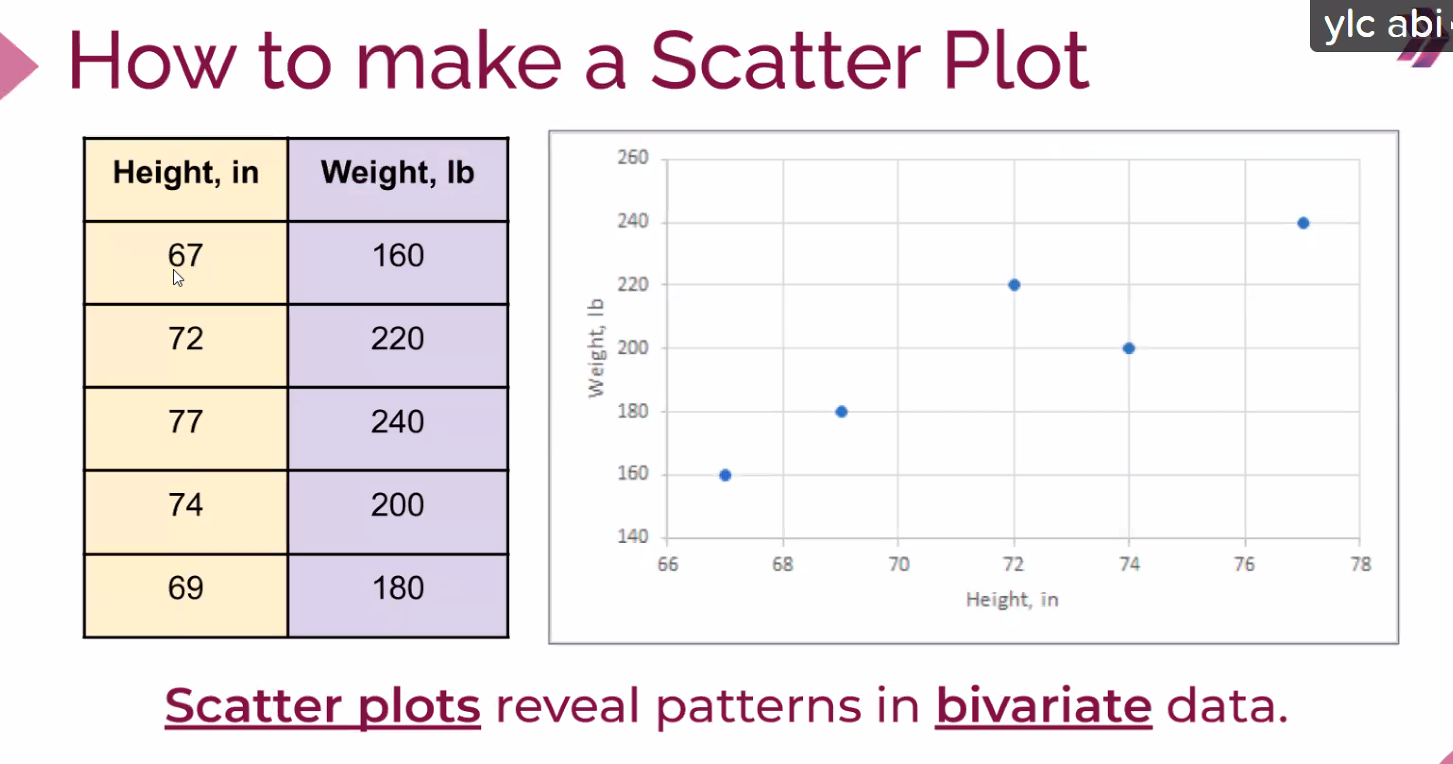 ylc abi
How to make a Scatter Plot
Height, in Weight, lb
67 160
72 220
77 240
74 200
69 180
260
240
220
200
180
160
140
Weight, lb
66 68 70 72 74 76 78
Height, in
Scatter plots reveal patterns in bivariate data.